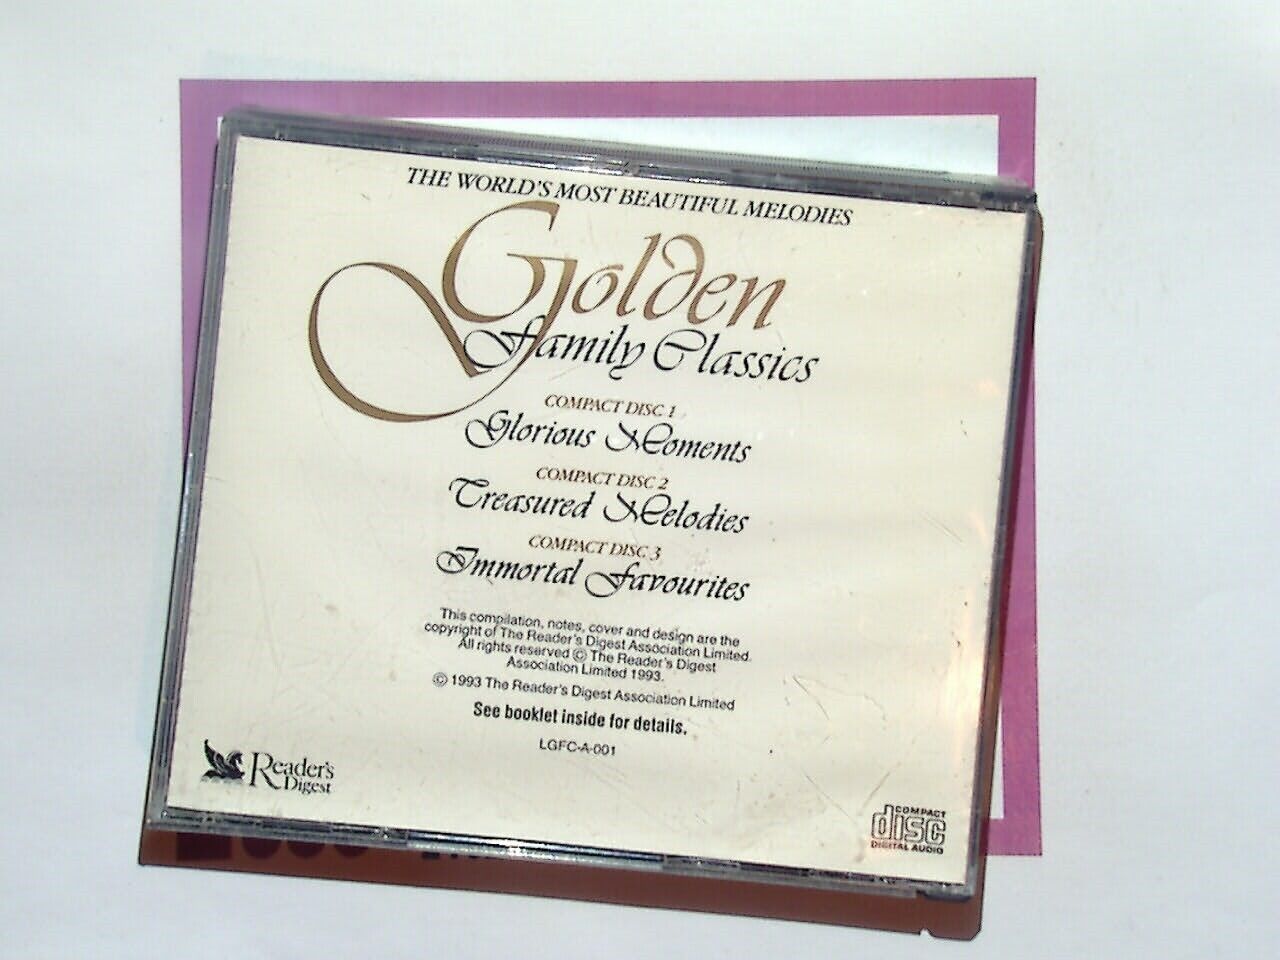 THE WORLD'S MOST BEAUTIFUL MELODIES
Golden
Family Classics
COMPACT DISC 1
Glorious Moments
COMPACT DISC 2
Treasured Melodies
COMPACT DISC 3
Immortal Favourites
This compilation, notes, cover and design are the
copyright of The Reader's Digest Association Limited.
All rights reserved © The Reader's Digest
Association Limited 1993.
© 1993 The Reader's Digest Association Limited
See booklet inside for details.
LGFC-A-001
Reader's
Digest
COMPACT
disc
DIGITAL AUDIO